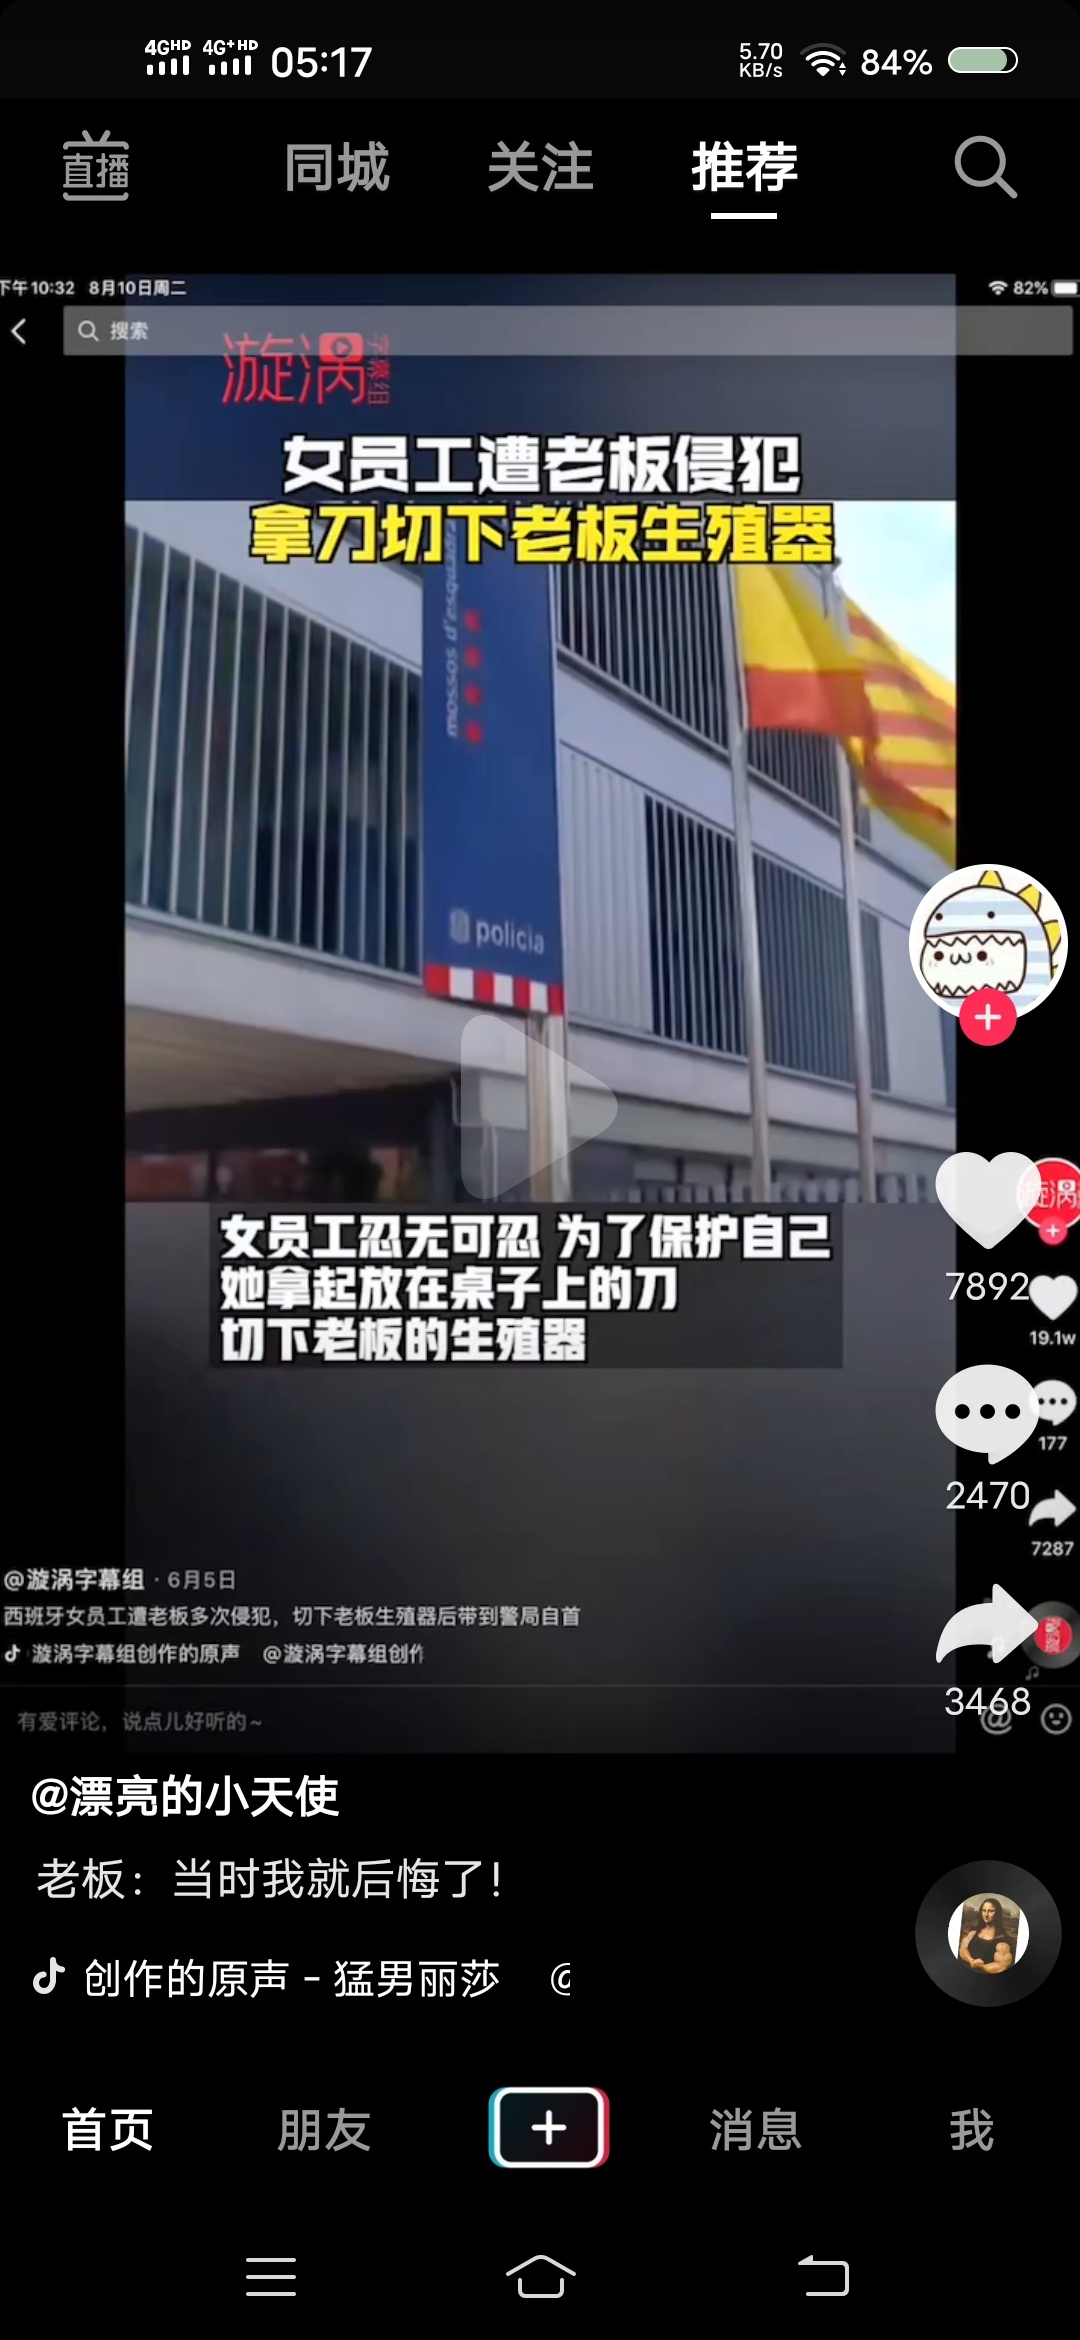 4GHD 4G+HD 05:17 5.70 KB/s 84%
直播 同城 关注 推荐
下午10:32 8月10日周二 82%
搜索
漩涡 字幕组
女员工遭老板侵犯
拿刀切下老板生殖器
mossos d'esquadra
policia
女员工忍无可忍 为了保护自己
她拿起放在桌子上的刀
切下老板的生殖器
7892
19.1w
177
2470
7287
3468
@漩涡字幕组 · 6月5日
西班牙女员工遭老板多次侵犯，切下老板生殖器后带到警局自首
漩涡字幕组创作的原声 @漩涡字幕组创作
有爱评论，说点儿好听的~
@漂亮的小天使
老板：当时我就后悔了！
创作的原声 - 猛男丽莎 @
首页 朋友 消息 我